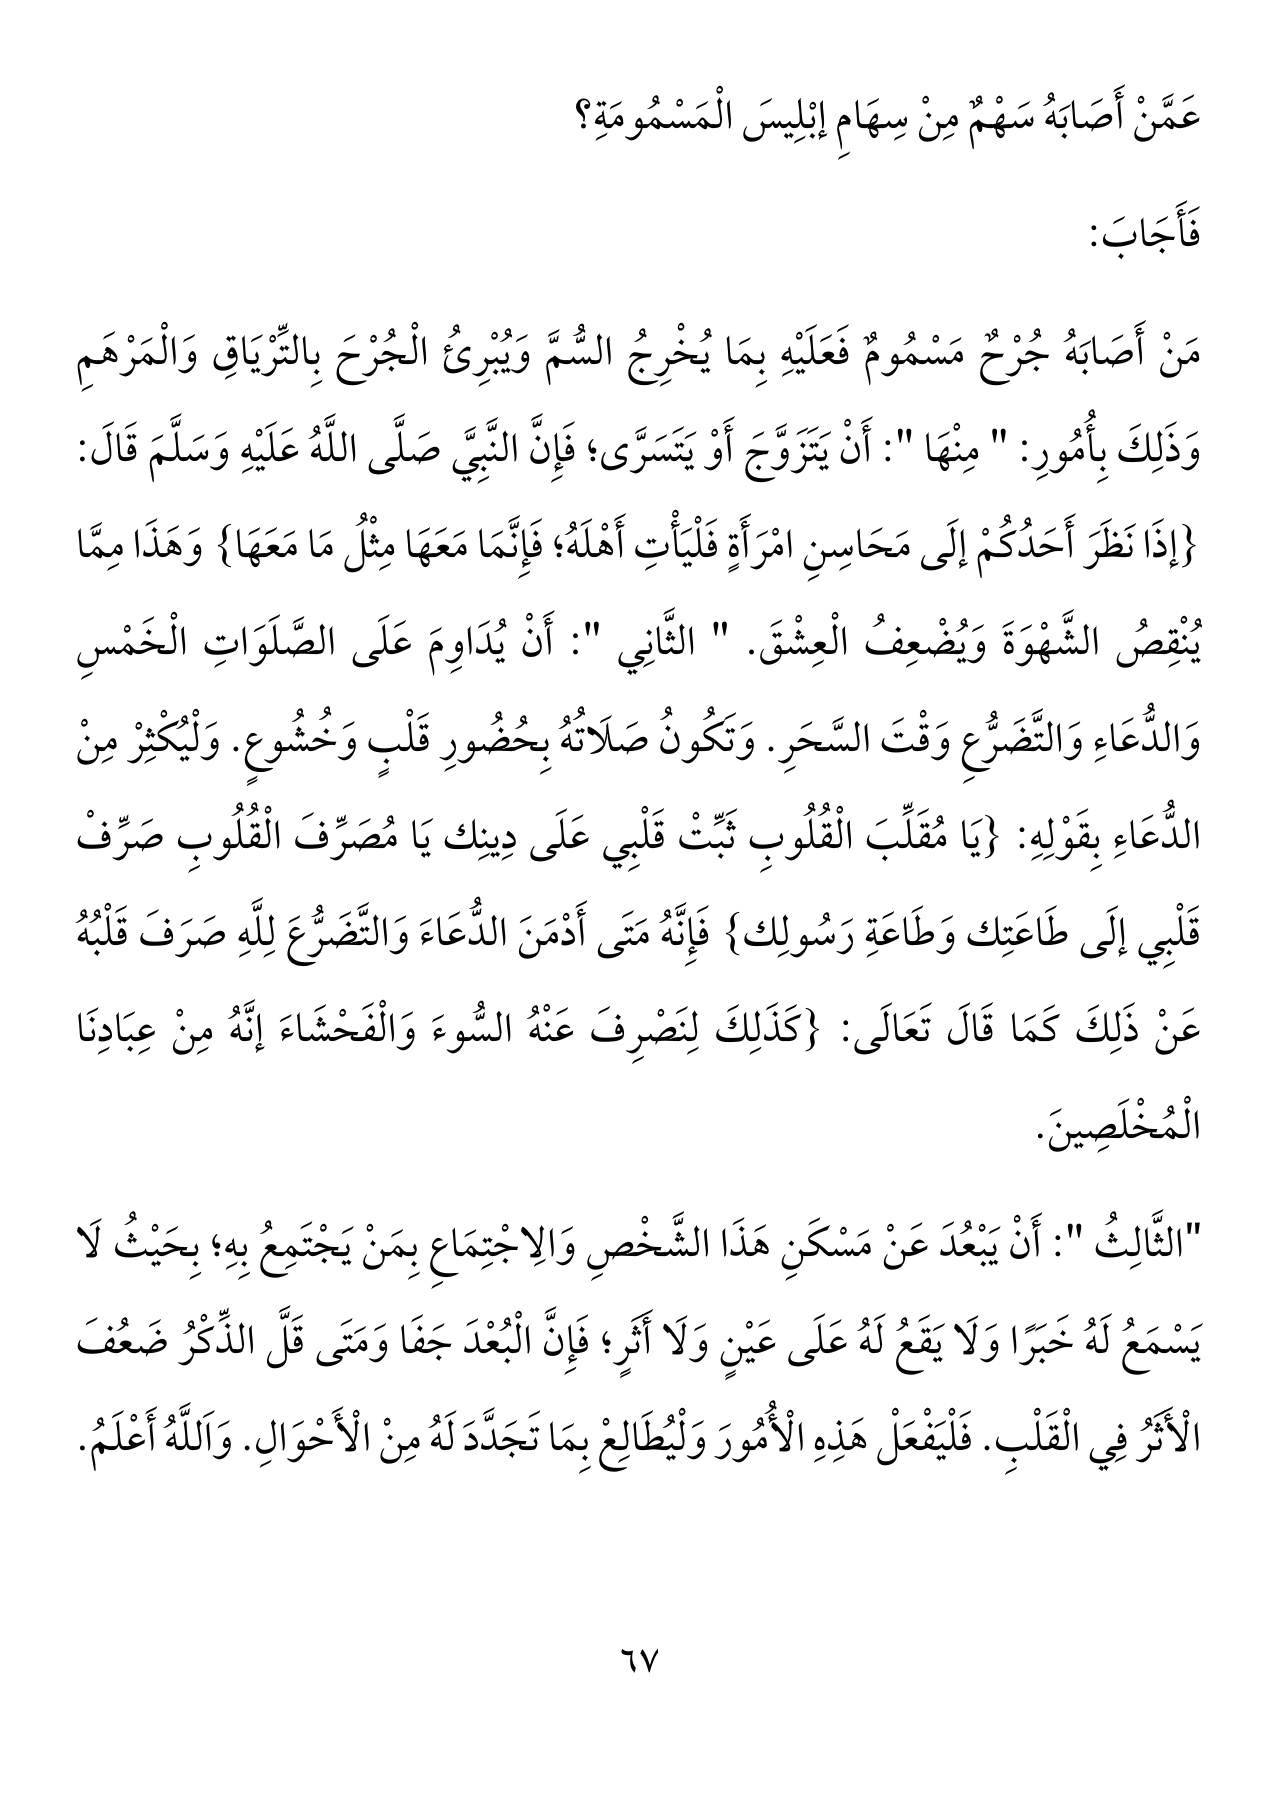 عَمَّنْ أَصَابَهُ سَهْمٌ مِنْ سِهَامِ إبْلِيسَ الْمَسْمُومَةِ؟
فَأَجَابَ:
مَنْ أَصَابَهُ جُرْحٌ مَسْمُومٌ فَعَلَيْهِ بِمَا يُخْرِجُ السُّمَّ وَيُبْرِئُ الْجُرْحَ بِالتِّرْيَاقِ وَالْمَرْهَمِ
وَذَلِكَ بِأُمُورِ: " مِنْهَا ": أَنْ يَتَزَوَّجَ أَوْ يَتَسَرَّى؛ فَإِنَّ النَّبِيَّ صَلَّى اللَّهُ عَلَيْهِ وَسَلَّمَ قَالَ:
{إذَا نَظَرَ أَحَدُكُمْ إلَى مَحَاسِنِ امْرَأَةٍ فَلْيَأْتِ أَهْلَهُ؛ فَإِنَّمَا مَعَهَا مِثْلُ مَا مَعَهَا} وَهَذَا مِمَّا
يُنْقِصُ الشَّهْوَةَ وَيُضْعِفُ الْعِشْقَ. " الثَّانِي ": أَنْ يُدَاوِمَ عَلَى الصَّلَوَاتِ الْخَمْسِ
وَالدُّعَاءِ وَالتَّضَرُّعِ وَقْتَ السَّحَرِ. وَتَكُونُ صَلَاتُهُ بِحُضُورِ قَلْبٍ وَخُشُوعٍ. وَلْيُكْثِرْ مِنْ
الدُّعَاءِ بِقَوْلِهِ: {يَا مُقَلِّبَ الْقُلُوبِ ثَبِّتْ قَلْبِي عَلَى دِينِك يَا مُصَرِّفَ الْقُلُوبِ صَرِّفْ
قَلْبِي إلَى طَاعَتِك وَطَاعَةِ رَسُولِك} فَإِنَّهُ مَتَى أَدْمَنَ الدُّعَاءَ وَالتَّضَرُّعَ لِلَّهِ صَرَفَ قَلْبُهُ
عَنْ ذَلِكَ كَمَا قَالَ تَعَالَى: {كَذَلِكَ لِنَصْرِفَ عَنْهُ السُّوءَ وَالْفَحْشَاءَ إنَّهُ مِنْ عِبَادِنَا
الْمُخْلَصِينَ.
"الثَّالِثُ ": أَنْ يَبْعُدَ عَنْ مَسْكَنِ هَذَا الشَّخْصِ وَالِاجْتِمَاعِ بِمَنْ يَجْتَمِعُ بِهِ؛ بِحَيْثُ لَا
يَسْمَعُ لَهُ خَبَرًا وَلَا يَقَعُ لَهُ عَلَى عَيْنٍ وَلَا أَثَرٍ؛ فَإِنَّ الْبُعْدَ جَفَا وَمَتَى قَلَّ الذِّكْرُ ضَعُفَ
الْأَثَرُ فِي الْقَلْبِ. فَلْيَفْعَلْ هَذِهِ الْأُمُورَ وَلْيُطَالِعْ بِمَا تَجَدَّدَ لَهُ مِنْ الْأَحْوَالِ. وَاَللَّهُ أَعْلَمُ.
٦٧